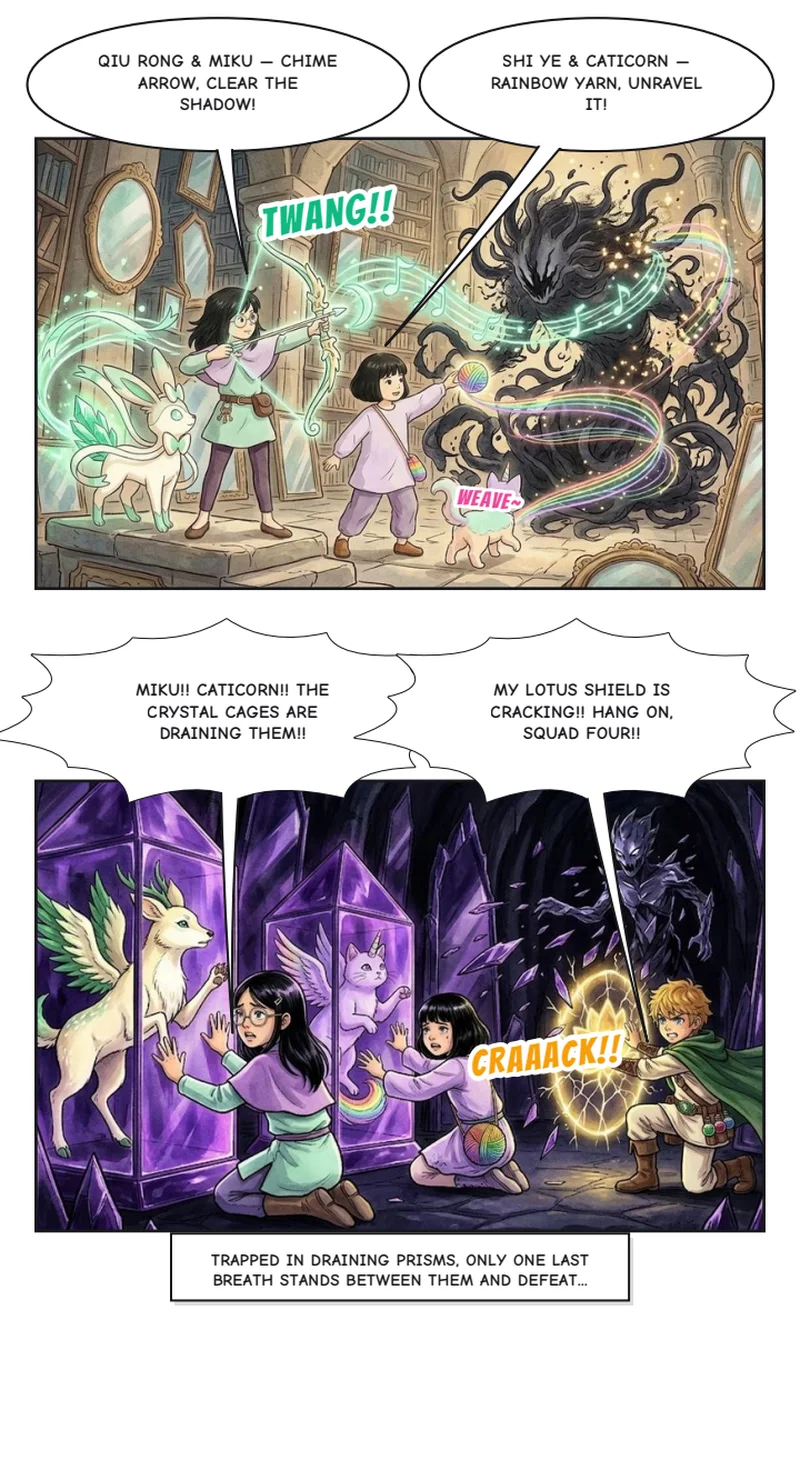 QIU RONG & MIKU — CHIME
ARROW, CLEAR THE
SHADOW!
SHI YE & CATICORN —
RAINBOW YARN, UNRAVEL
IT!
TWANG!!
WEAVE~
MIKU!! CATICORN!! THE
CRYSTAL CAGES ARE
DRAINING THEM!!
MY LOTUS SHIELD IS
CRACKING!! HANG ON,
SQUAD FOUR!!
CRAAACK!!
TRAPPED IN DRAINING PRISMS, ONLY ONE LAST
BREATH STANDS BETWEEN THEM AND DEFEAT...